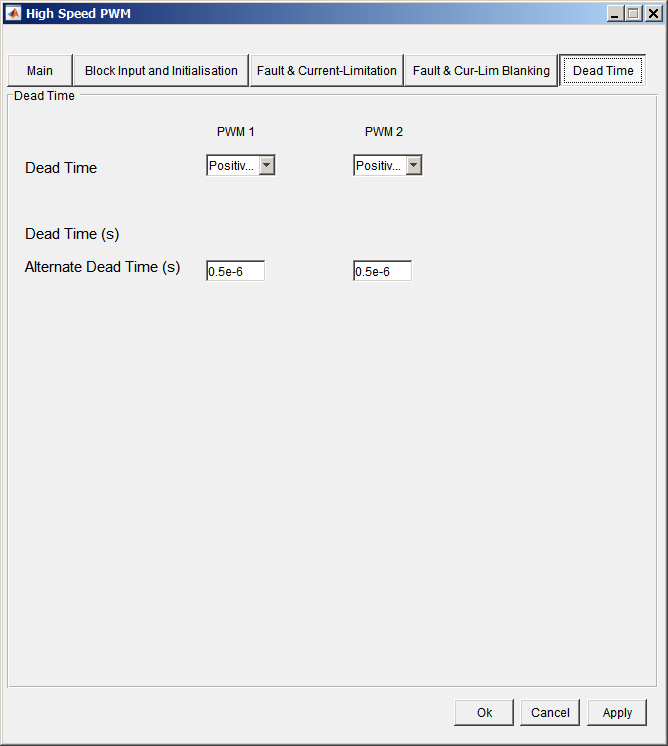 High Speed PWM
Main Block Input and Initialisation Fault & Current-Limitation Fault & Cur-Lim Blanking Dead Time
Dead Time
PWM 1 PWM 2
Dead Time Positiv... Positiv...
Dead Time (s)
Alternate Dead Time (s) 0.5e-6 0.5e-6
Ok Cancel Apply